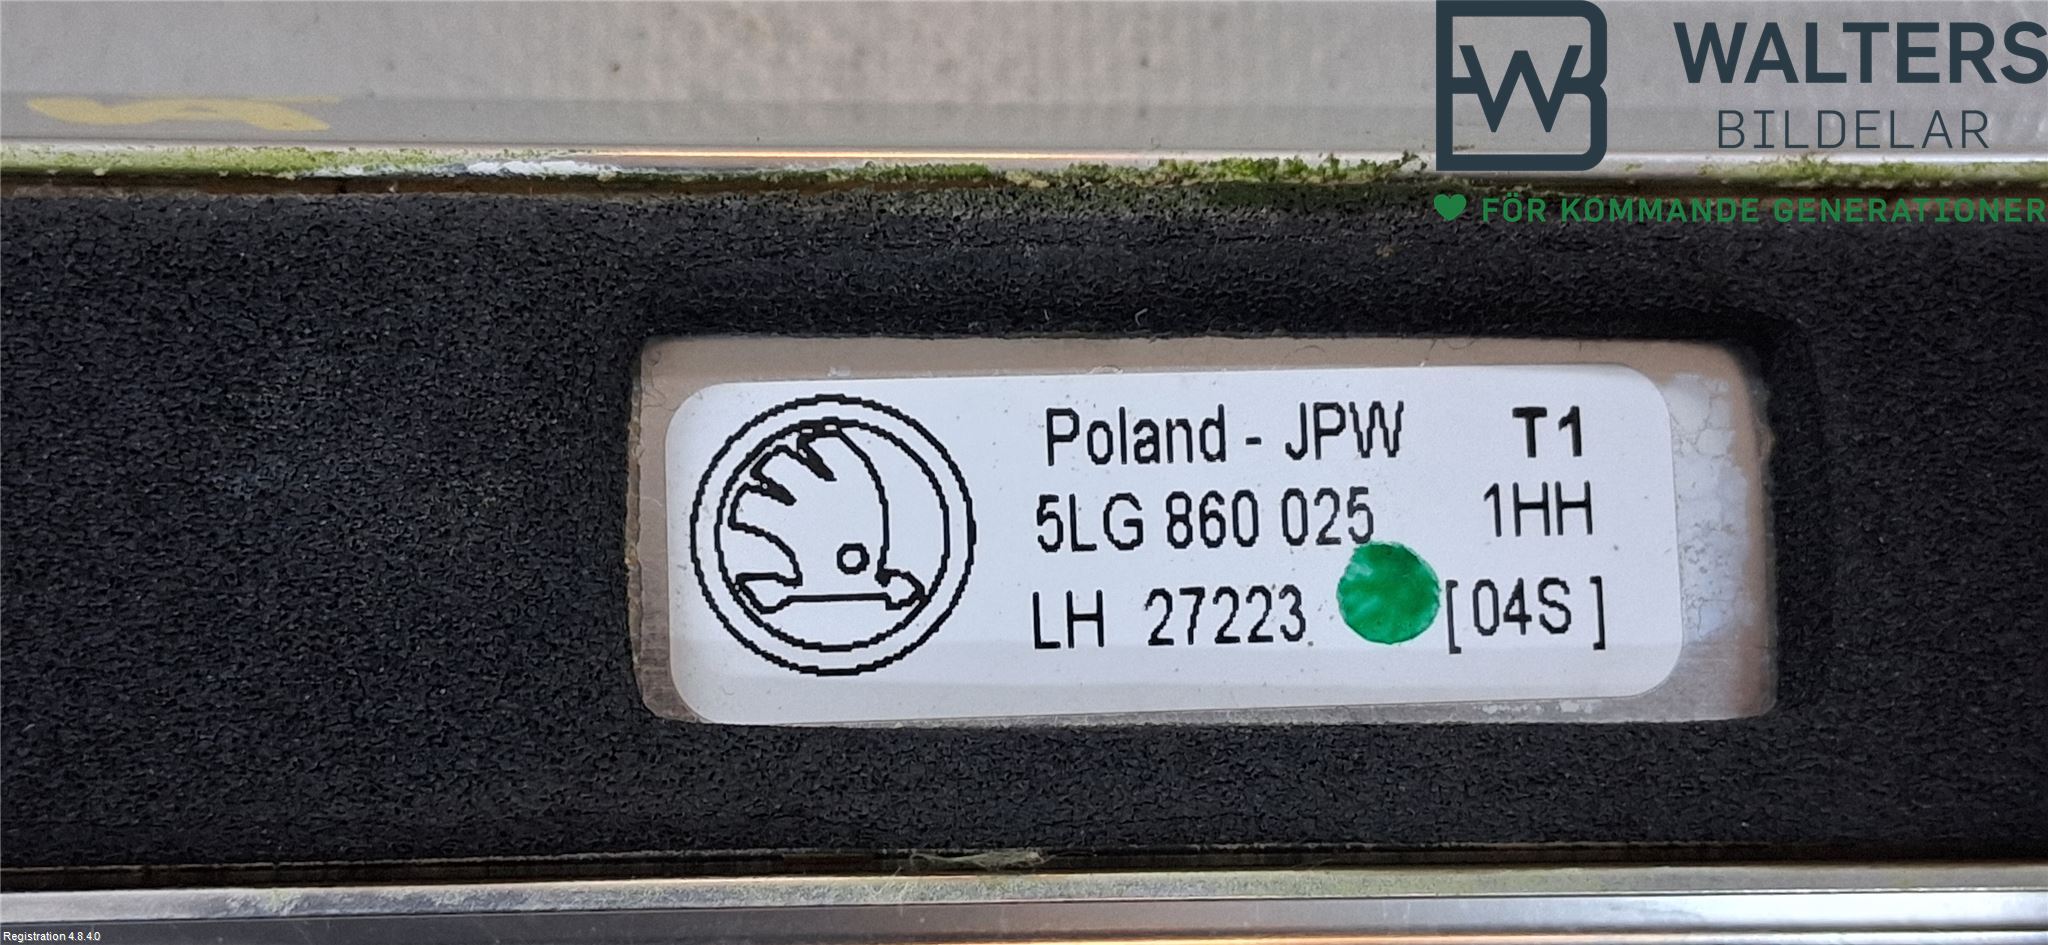 WALTERS
BILDELAR
FÖR KOMMANDE GENERATIONER
Poland - JPW T1
5LG 860 025 1HH
LH 27223 [04S]
Registration 4.8.4.0